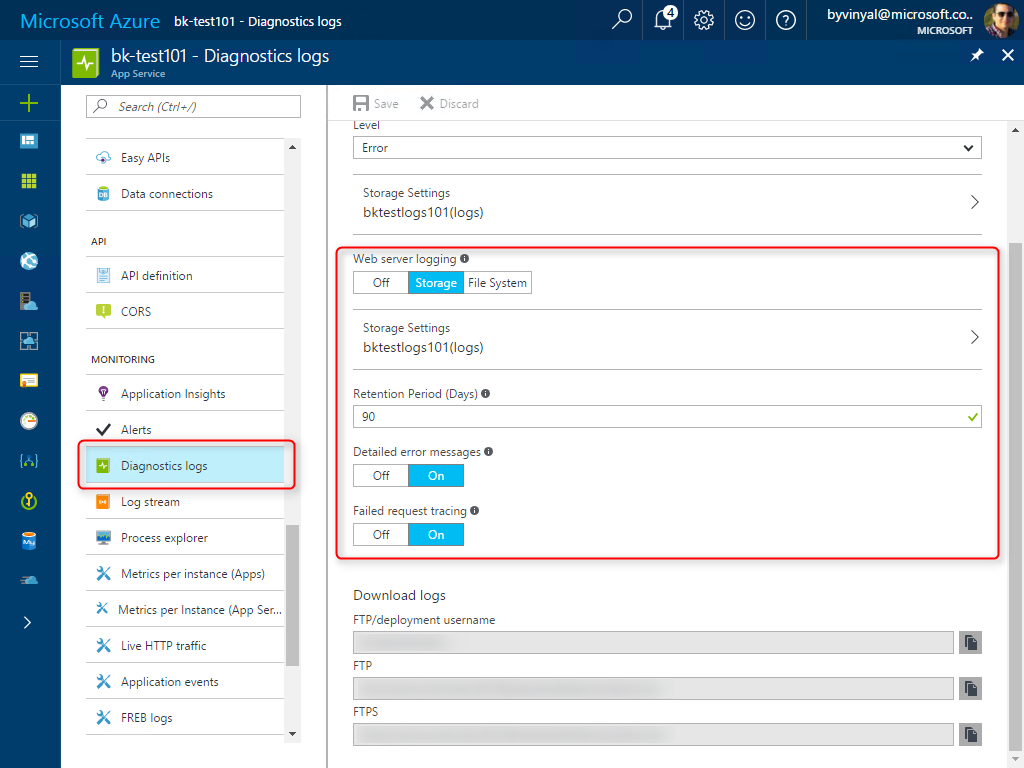 Microsoft Azure bk-test101 - Diagnostics logs
4
byvinyal@microsoft.co..
MICROSOFT
bk-test101 - Diagnostics logs
App Service
Search (Ctrl+/)
Easy APIs
Data connections
API
API definition
CORS
MONITORING
Application Insights
Alerts
Diagnostics logs
Log stream
Process explorer
Metrics per instance (Apps)
Metrics per Instance (App Ser...
Live HTTP traffic
Application events
FREB logs
Save Discard
Level
Error
Storage Settings
bktestlogs101(logs)
Web server logging
Off Storage File System
Storage Settings
bktestlogs101(logs)
Retention Period (Days)
90
Detailed error messages
Off On
Failed request tracing
Off On
Download logs
FTP/deployment username
FTP
FTPS